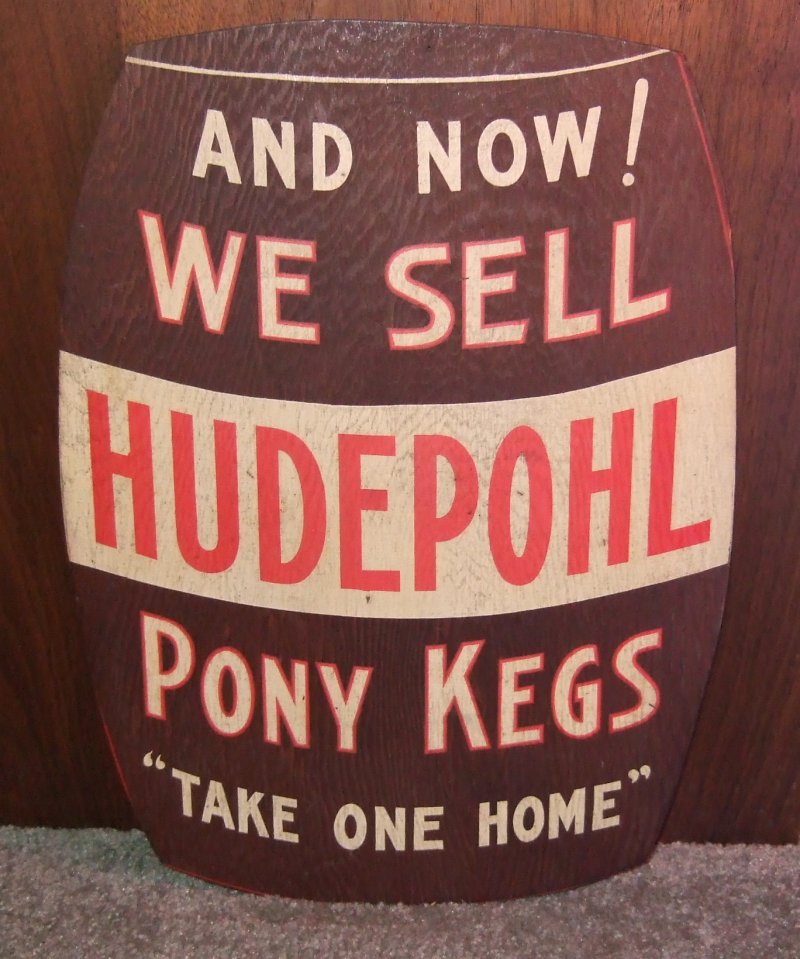 AND NOW!
WE SELL
HUDEPOHL
PONY KEGS
“TAKE ONE HOME”